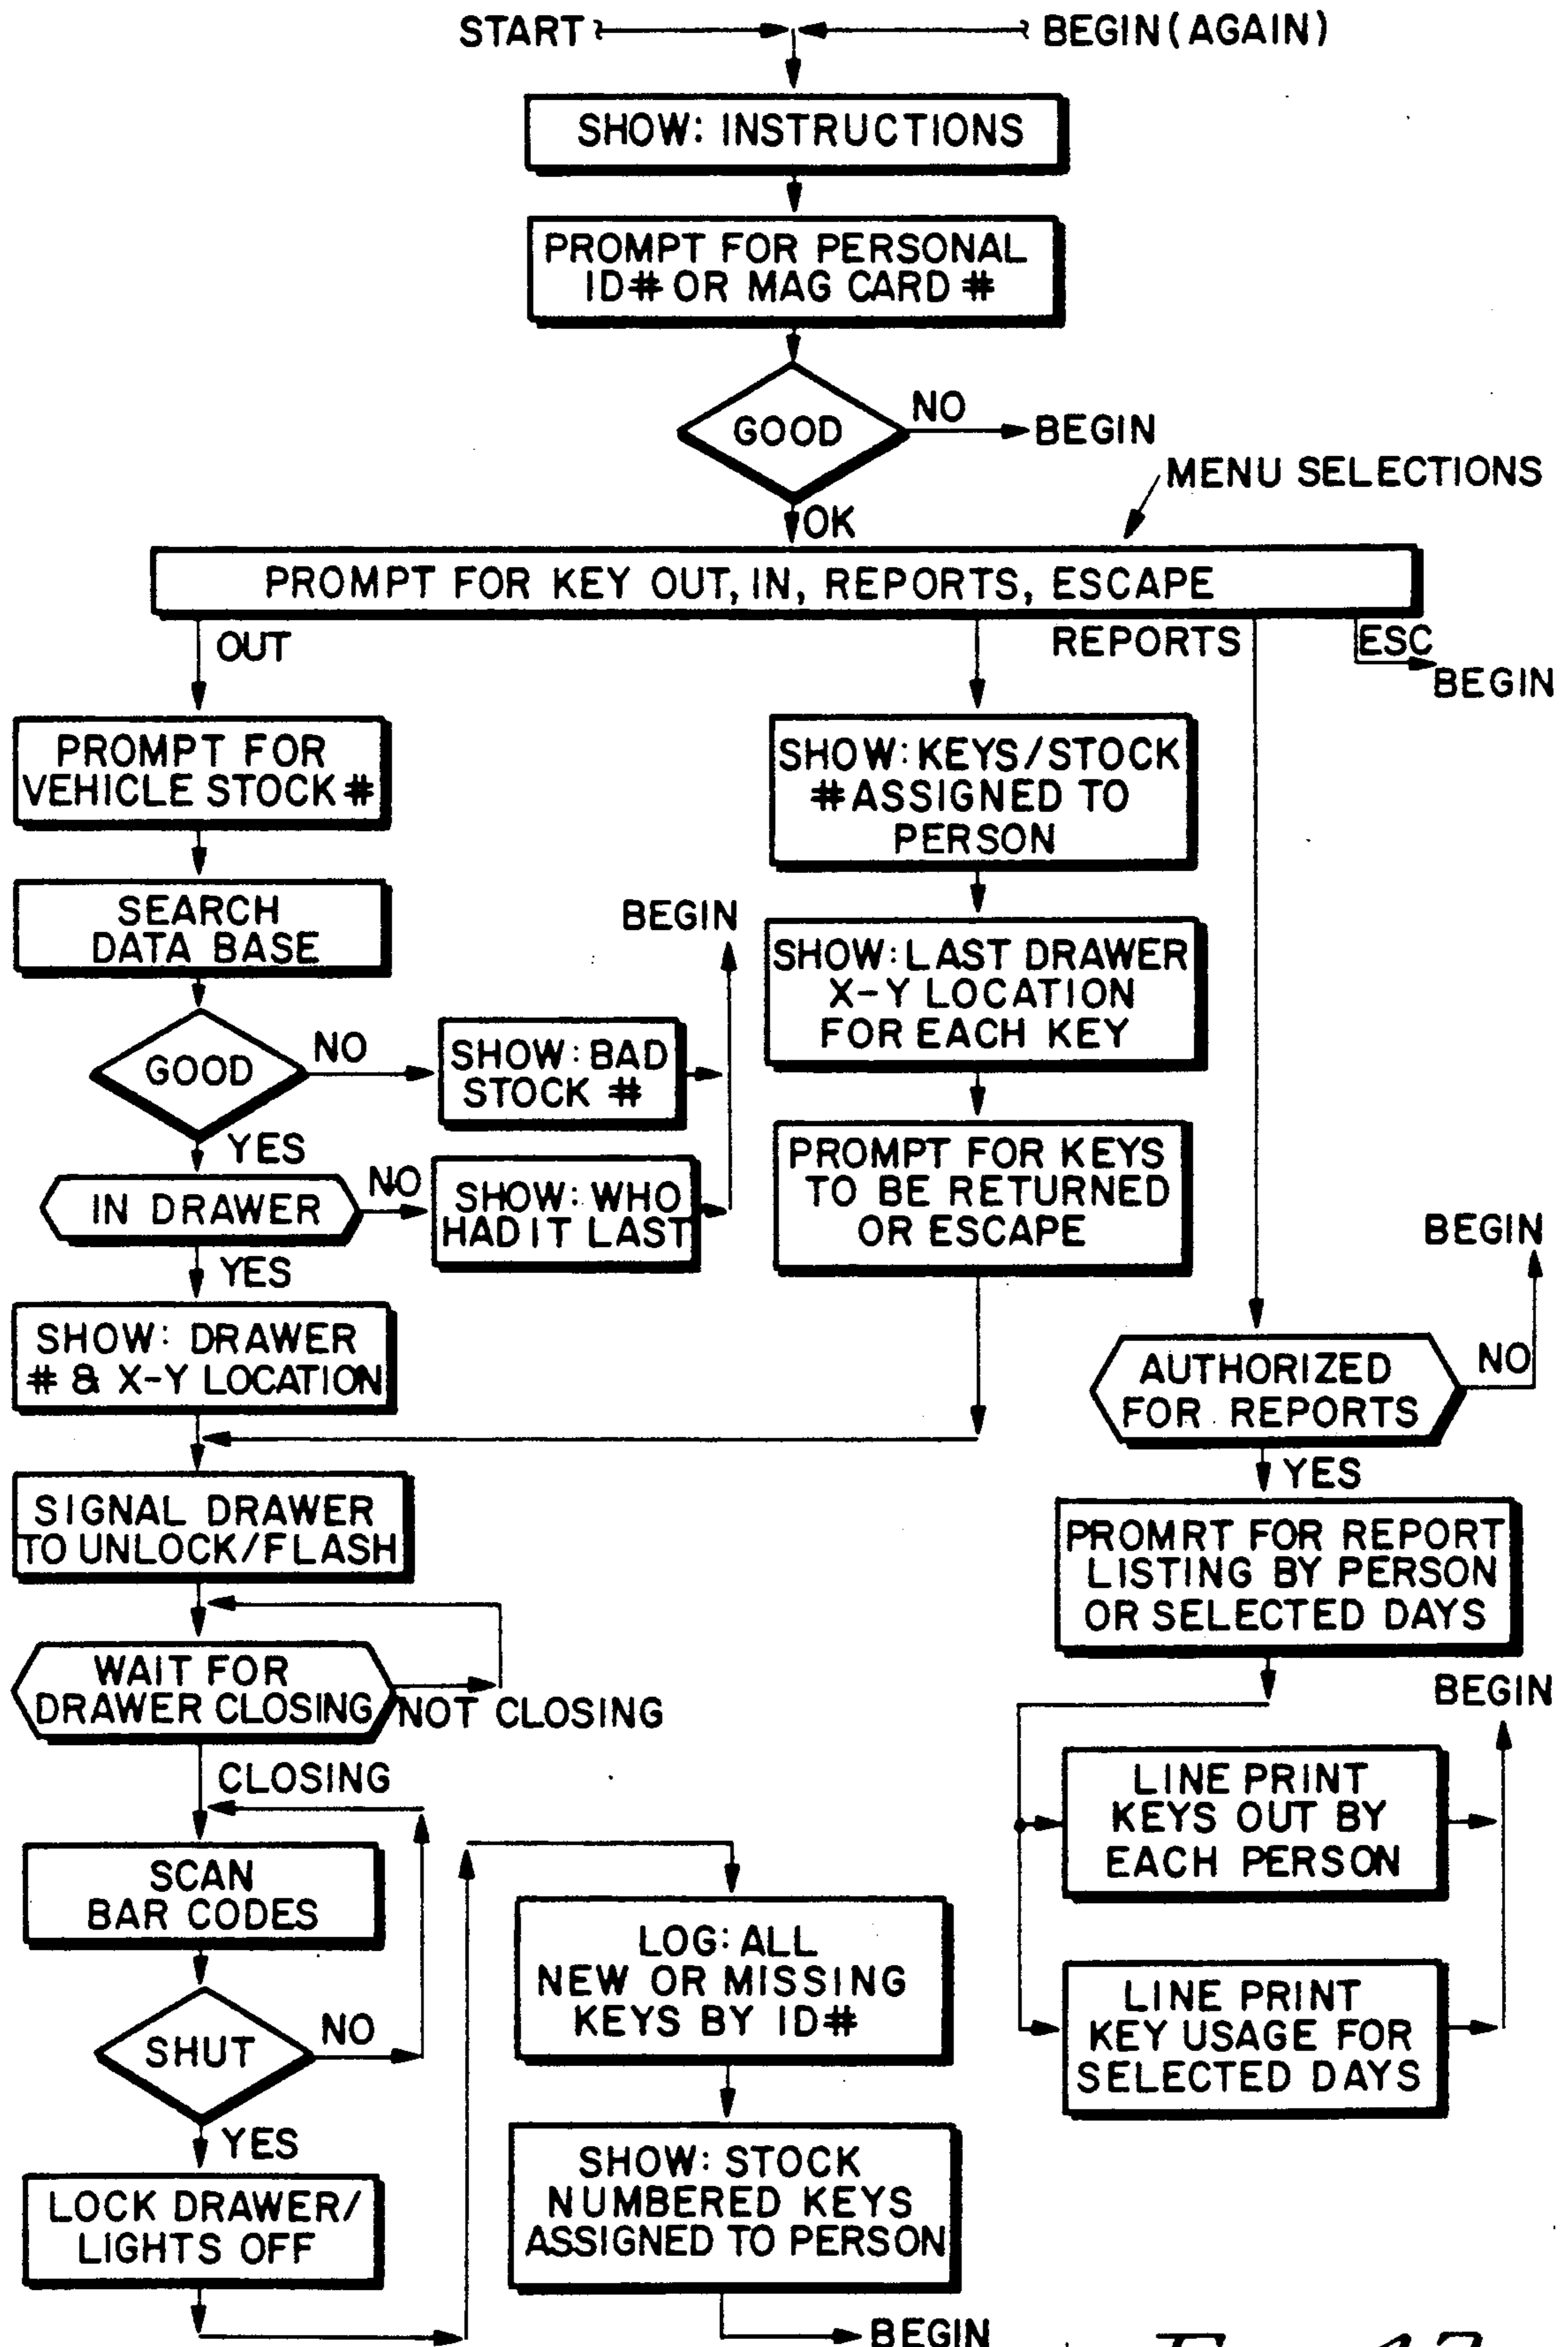 START
BEGIN (AGAIN)
SHOW: INSTRUCTIONS
PROMPT FOR PERSONAL
ID# OR MAG CARD #
GOOD
NO
BEGIN
MENU SELECTIONS
OK
PROMPT FOR KEY OUT, IN, REPORTS, ESCAPE
OUT
REPORTS
ESC
BEGIN
PROMPT FOR
VEHICLE STOCK #
SEARCH
DATA BASE
GOOD
NO
SHOW: BAD
STOCK #
BEGIN
YES
IN DRAWER
NO
SHOW: WHO
HAD IT LAST
YES
SHOW: DRAWER
# & X-Y LOCATION
SHOW: KEYS/STOCK
# ASSIGNED TO
PERSON
SHOW: LAST DRAWER
X-Y LOCATION
FOR EACH KEY
PROMPT FOR KEYS
TO BE RETURNED
OR ESCAPE
BEGIN
AUTHORIZED
FOR REPORTS
NO
YES
PROMRT FOR REPORT
LISTING BY PERSON
OR SELECTED DAYS
SIGNAL DRAWER
TO UNLOCK/FLASH
WAIT FOR
DRAWER CLOSING
NOT CLOSING
CLOSING
SCAN
BAR CODES
SHUT
NO
YES
LOCK DRAWER/
LIGHTS OFF
LOG: ALL
NEW OR MISSING
KEYS BY ID#
SHOW: STOCK
NUMBERED KEYS
ASSIGNED TO PERSON
BEGIN
BEGIN
LINE PRINT
KEYS OUT BY
EACH PERSON
LINE PRINT
KEY USAGE FOR
SELECTED DAYS